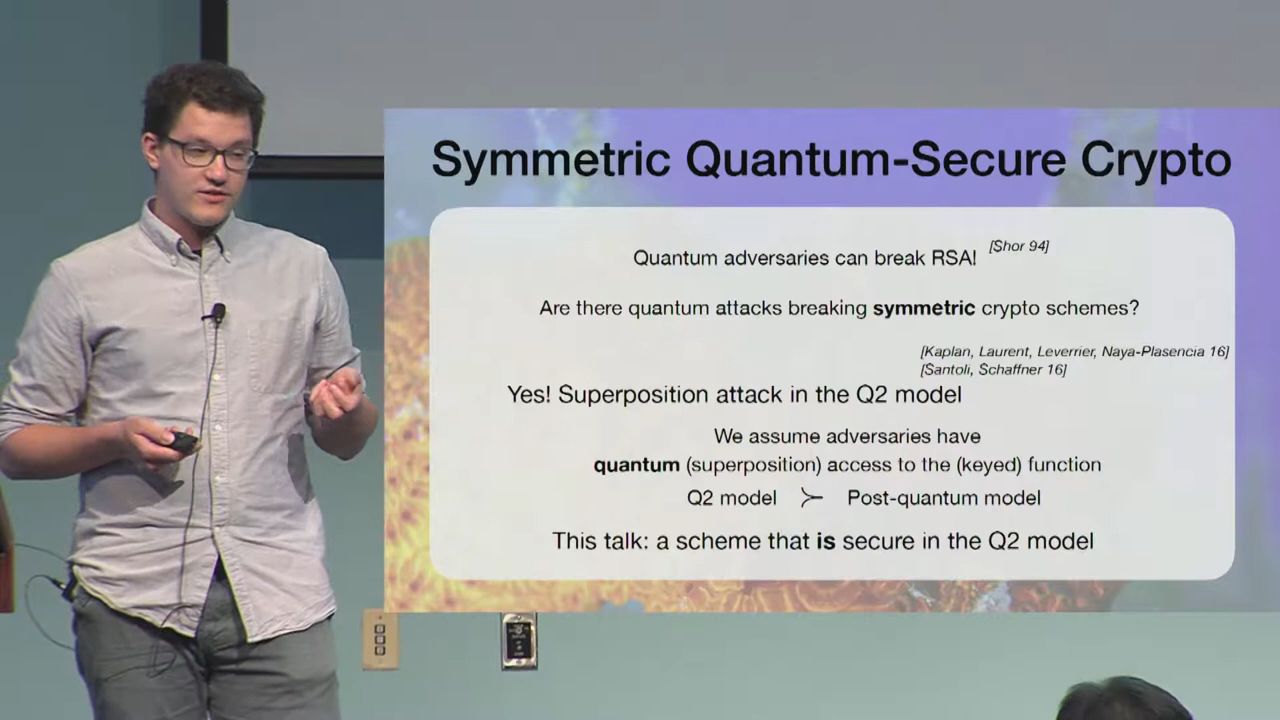 Symmetric Quantum-Secure Crypto
Quantum adversaries can break RSA! [Shor 94]
Are there quantum attacks breaking symmetric crypto schemes?
[Kaplan, Laurent, Leverrier, Naya-Plasencia 16]
[Santoli, Schaffner 16]
Yes! Superposition attack in the Q2 model
We assume adversaries have
quantum (superposition) access to the (keyed) function
Q2 model ≻ Post-quantum model
This talk: a scheme that is secure in the Q2 model